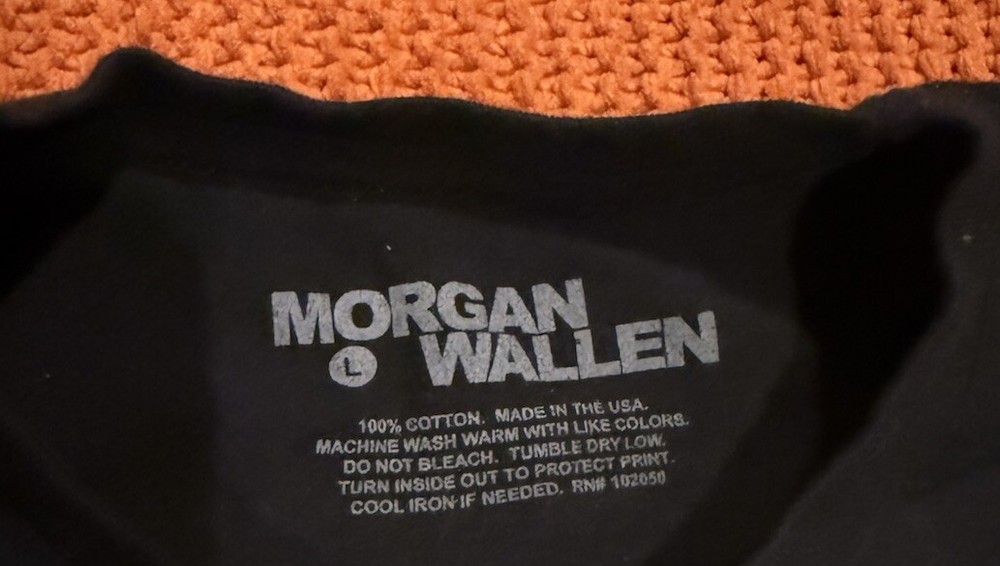 MORGAN
L WALLEN
100% COTTON. MADE IN THE USA.
MACHINE WASH WARM WITH LIKE COLORS.
DO NOT BLEACH. TUMBLE DRY LOW.
TURN INSIDE OUT TO PROTECT PRINT.
COOL IRON IF NEEDED. RN# 102050